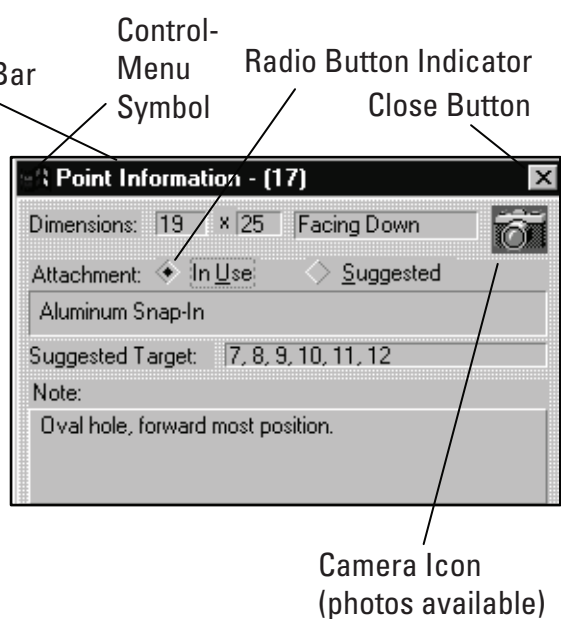 Control-
Bar Menu Radio Button Indicator
Symbol Close Button
Point Information - (17)
Dimensions: 19 x 25 Facing Down
Attachment: In Use Suggested
Aluminum Snap-In
Suggested Target: 7, 8, 9, 10, 11, 12
Note:
Oval hole, forward most position.
Camera Icon
(photos available)